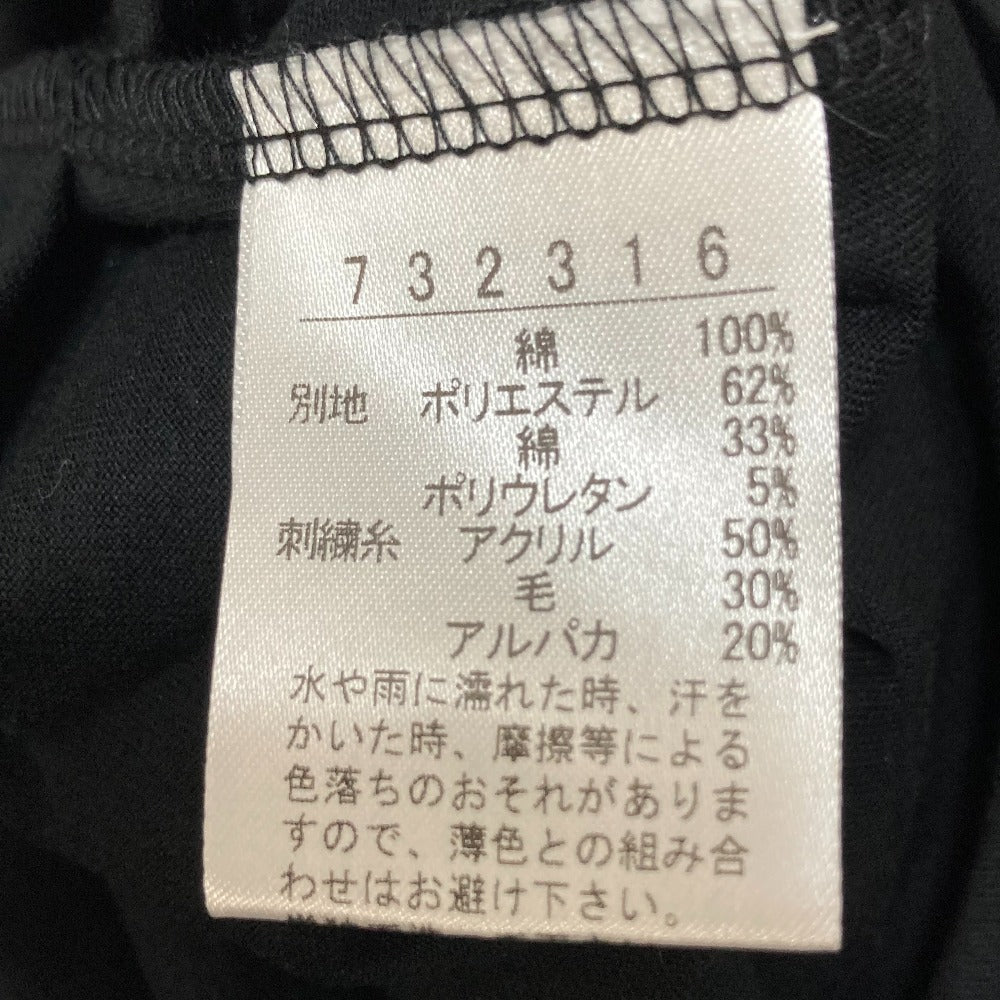 732316
綿 100%
別地 ポリエステル 62%
綿 33%
ポリウレタン 5%
刺繍糸 アクリル 50%
毛 30%
アルパカ 20%
水や雨に濡れた時、汗を
かいた時、摩擦等による
色落ちのおそれがありま
すので、薄色との組み合
わせはお避け下さい。